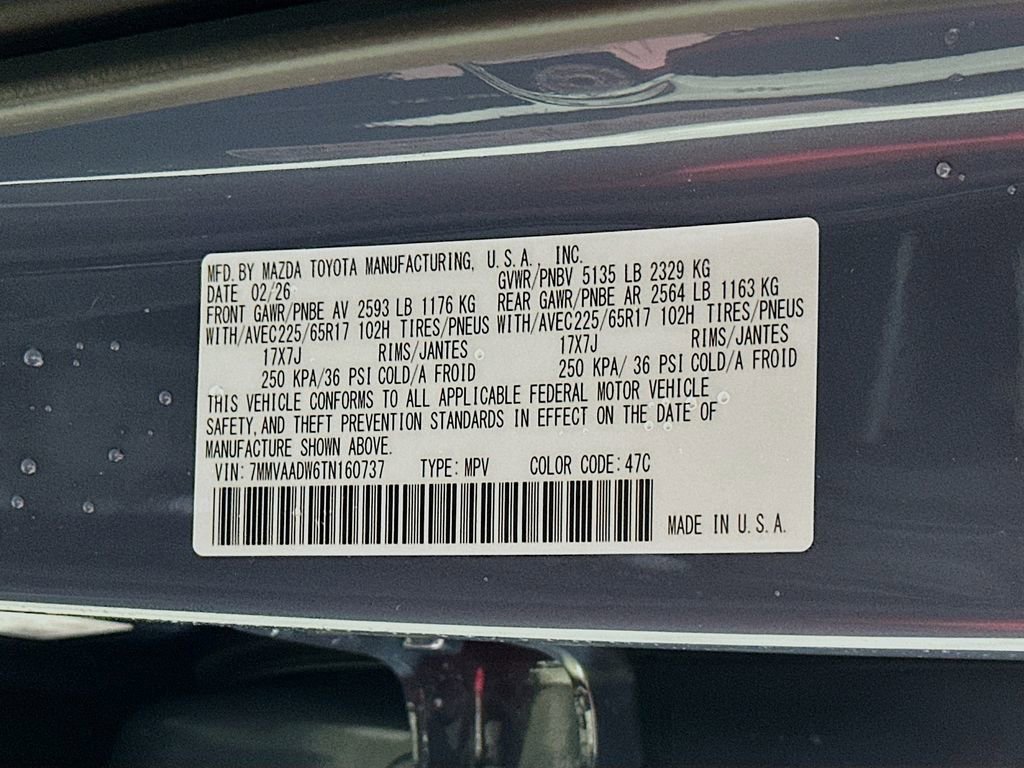 MFD. BY MAZDA TOYOTA MANUFACTURING, U.S.A., INC.
DATE 02/26 GVWR/PNBV 5135 LB 2329 KG
FRONT GAWR/PNBE AV 2593 LB 1176 KG REAR GAWR/PNBE AR 2564 LB 1163 KG
WITH/AVEC225/65R17 102H TIRES/PNEUS WITH/AVEC225/65R17 102H TIRES/PNEUS
17X7J RIMS/JANTES 17X7J RIMS/JANTES
250 KPA/36 PSI COLD/A FROID 250 KPA/ 36 PSI COLD/A FROID
THIS VEHICLE CONFORMS TO ALL APPLICABLE FEDERAL MOTOR VEHICLE
SAFETY, AND THEFT PREVENTION STANDARDS IN EFFECT ON THE DATE OF
MANUFACTURE SHOWN ABOVE.
VIN: 7MMVAADW6TN160737 TYPE: MPV COLOR CODE: 47C
MADE IN U.S.A.